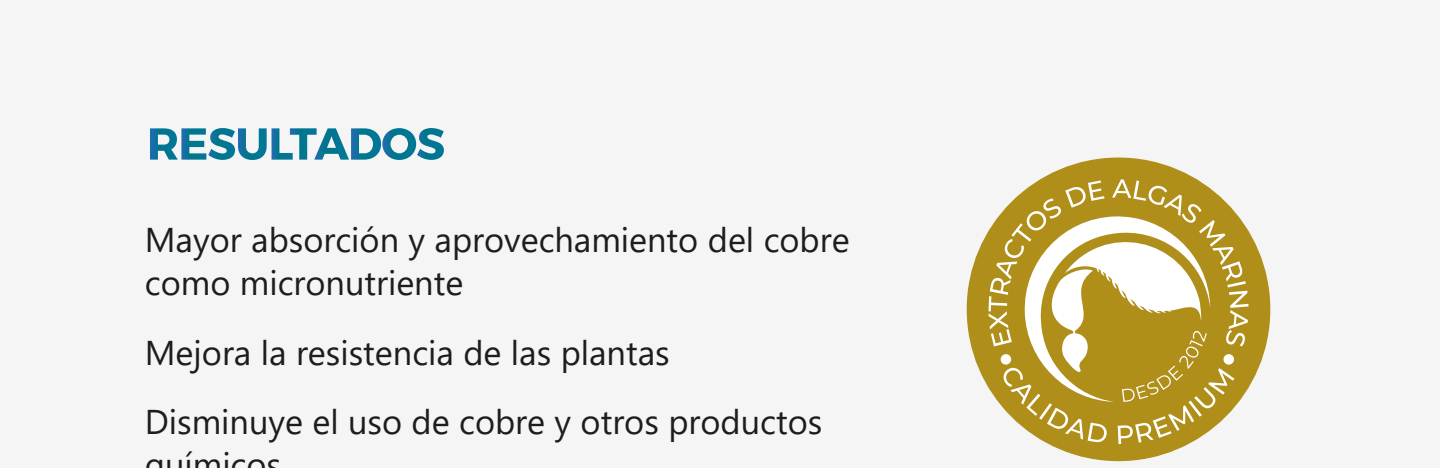 RESULTADOS
Mayor absorción y aprovechamiento del cobre
como micronutriente
Mejora la resistencia de las plantas
Disminuye el uso de cobre y otros productos
químicos
EXTRACTOS DE ALGAS MARINAS
DESDE 2012
• CALIDAD PREMIUM •